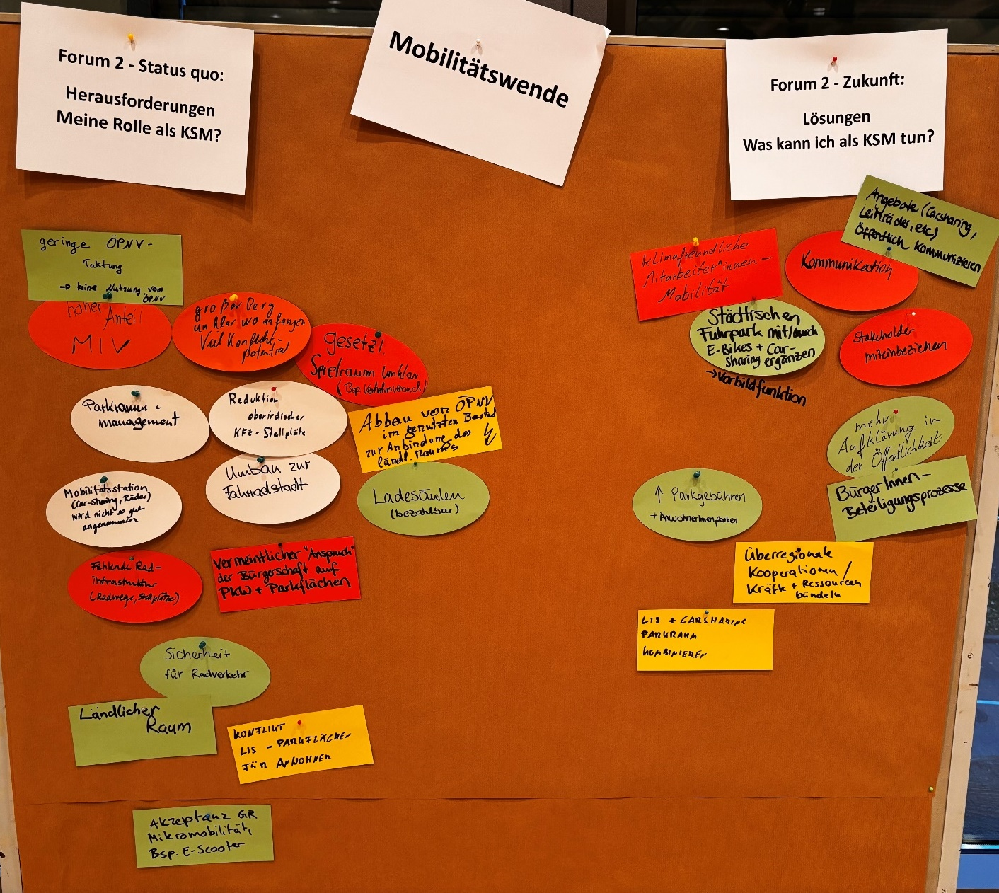 Forum 2 - Status quo:
Herausforderungen
Meine Rolle als KSM?
Mobilitätswende
Forum 2 - Zukunft:
Lösungen
Was kann ich als KSM tun?
geringe ÖPNV-
Taktung
→ keine Nutzung vom
ÖPNV
hoher Anteil
MIV
großer Berg
unklar wo anfangen
Viel Konflikt-
potential
gesetzl.
Spielraum unklar
(Bsp. Verkehrsversuch)
Parkraum-
management
Reduktion
oberirdischer
KFZ-Stellplätze
Abbau von ÖPNV
im genutzten Bestand
zur Anbindung des
ländl. Raums
Mobilitätsstation
(Car-Sharing, Räder)
wird nicht so gut
angenommen
Umbau zur
Fahrradstadt
Ladesäulen
(bezahlbar)
Fehlende Rad-
infrastruktur
(Radwege, Stellplätze)
Vermeintlicher "Anspruch"
der Bürgerschaft auf
PKW + Parkflächen
Sicherheit
für Radverkehr
Ländlicher
Raum
KONFLIKT
LIS - PARKFLÄCHEN
FÜR ANWOHNER
Akzeptanz GR
Mikromobilität,
Bsp. E-Scooter
Angebote (Carsharing,
Leihräder, etc)
Öffentlich kommunizieren
klimafreundliche
Mitarbeiter*innen-
Mobilität
Kommunikation
Städtischen
Fuhrpark mit/durch
E-Bikes + Car-
sharing ergänzen
→ Vorbildfunktion
Stakeholder
miteinbeziehen
mehr
Aufklärung in
der Öffentlichkeit
BürgerInnen-
Beteiligungsprozesse
↑ Parkgebühren
+ AnwohnerInnenparken
Überregionale
Kooperationen /
Kräfte + Ressourcen
bündeln
LIS + CARSHARING
PARKRAUM
KOMBINIEREN